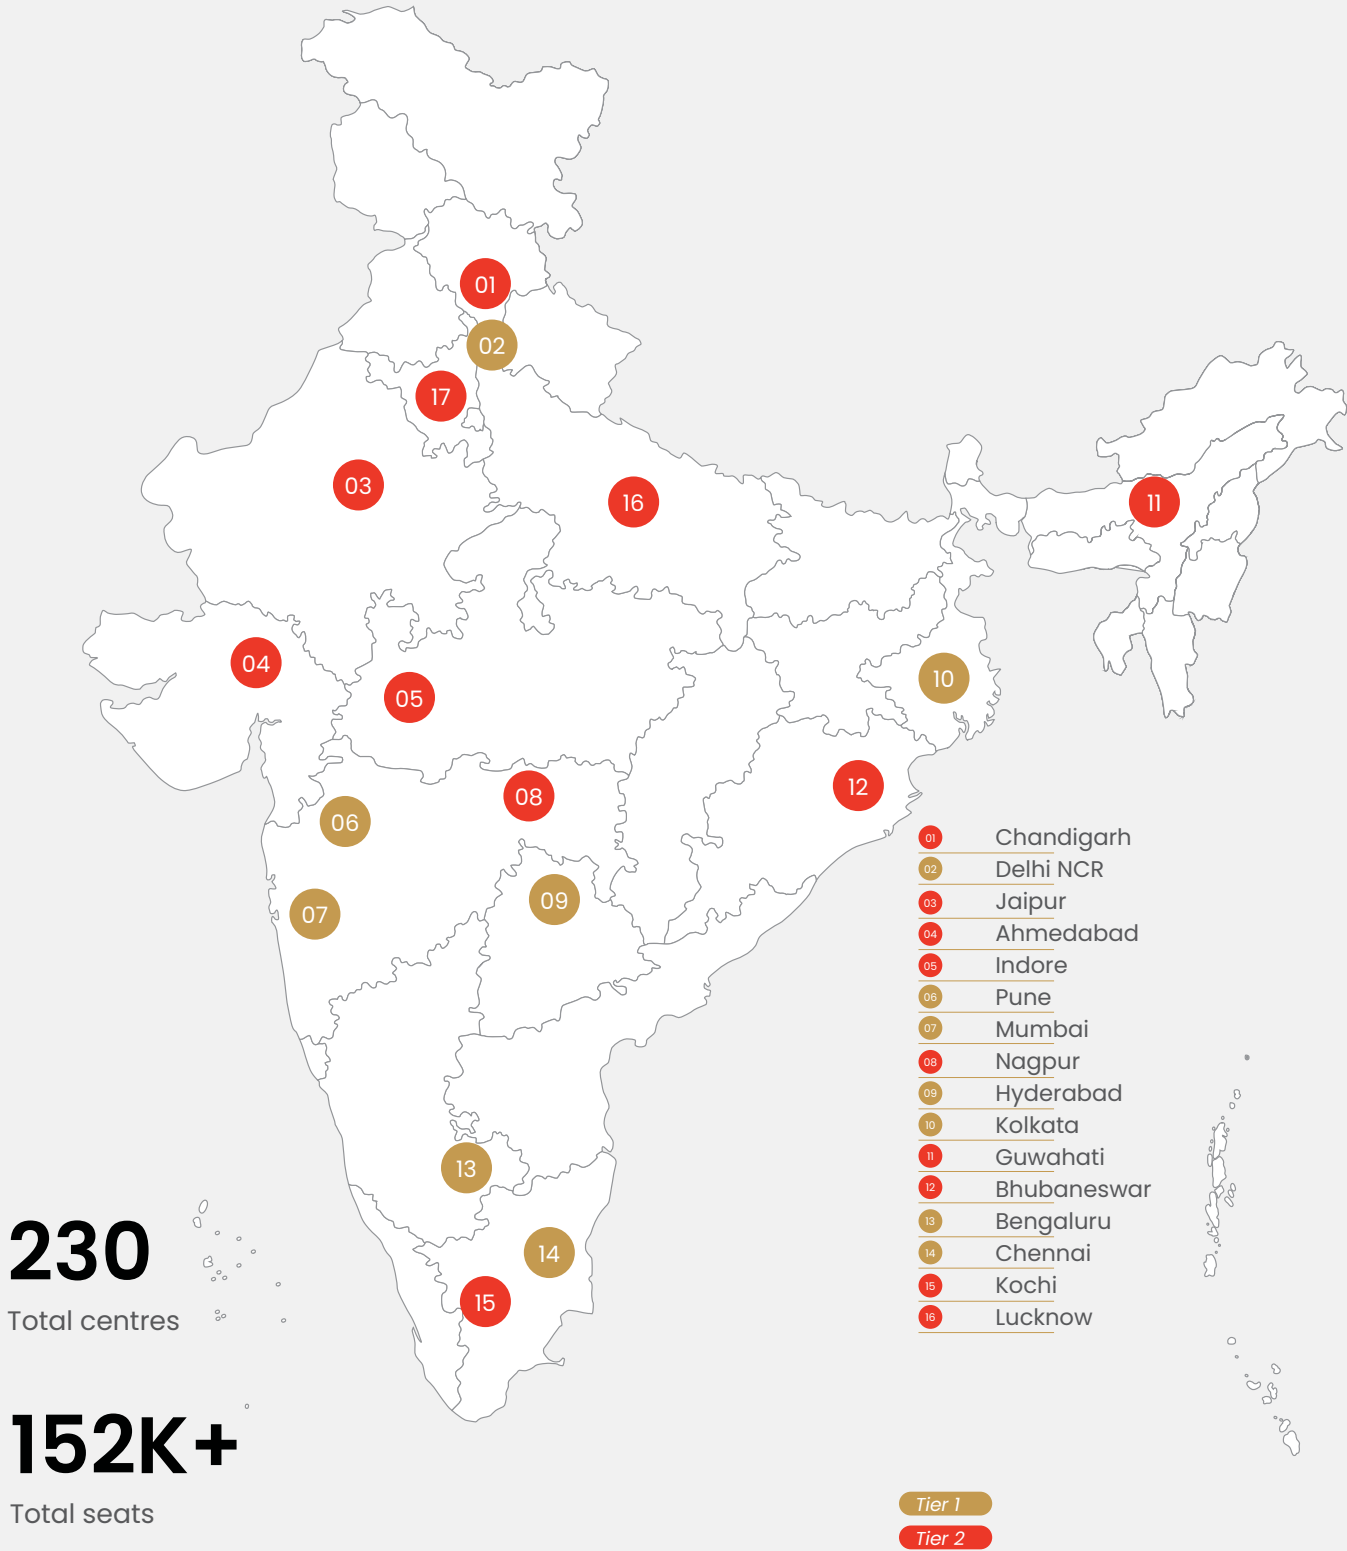 01
02
17
03
16
11
04
05
10
08
12
06
09
07
13
14
15
01 Chandigarh
02 Delhi NCR
03 Jaipur
04 Ahmedabad
05 Indore
06 Pune
07 Mumbai
08 Nagpur
09 Hyderabad
10 Kolkata
11 Guwahati
12 Bhubaneswar
13 Bengaluru
14 Chennai
15 Kochi
16 Lucknow
230
Total centres
152K+
Total seats
Tier 1
Tier 2